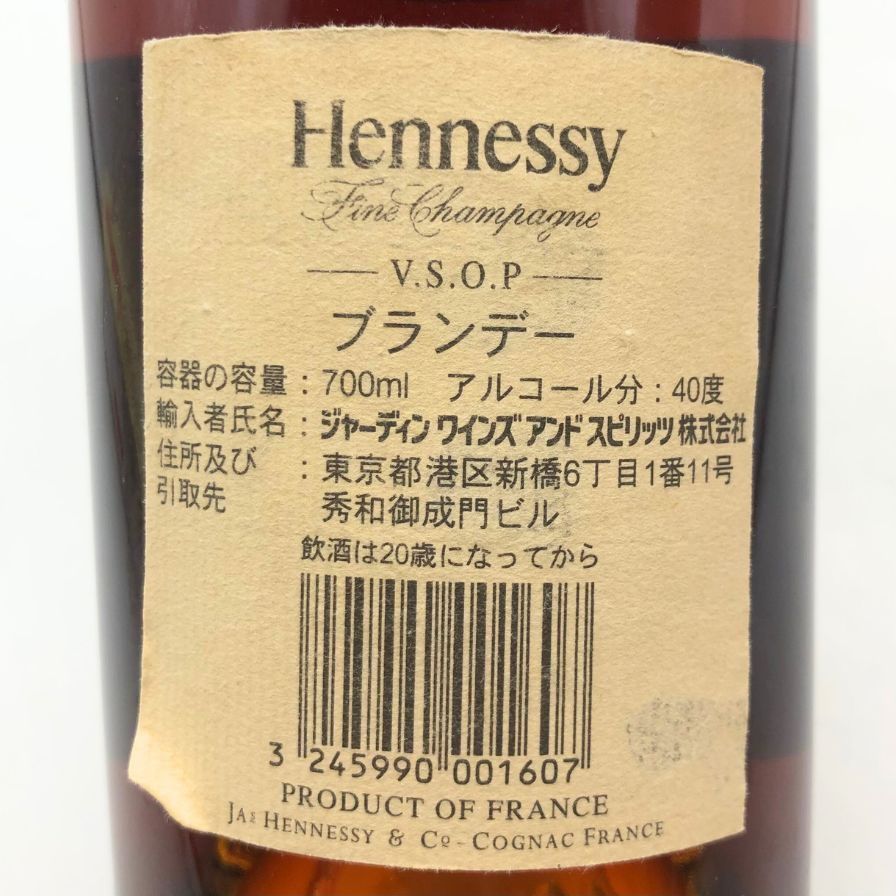 Hennessy
Fine Champagne
V.S.O.P
ブランデー
容器の容量：700ml アルコール分：40度
輸入者氏名：ジャーディン ワインズ アンド スピリッツ 株式会社
住所及び：東京都港区新橋6丁目1番11号
引取先 秀和御成門ビル
飲酒は20歳になってから
3 245990 001607
PRODUCT OF FRANCE
JAs HENNESSY & Co - COGNAC FRANCE